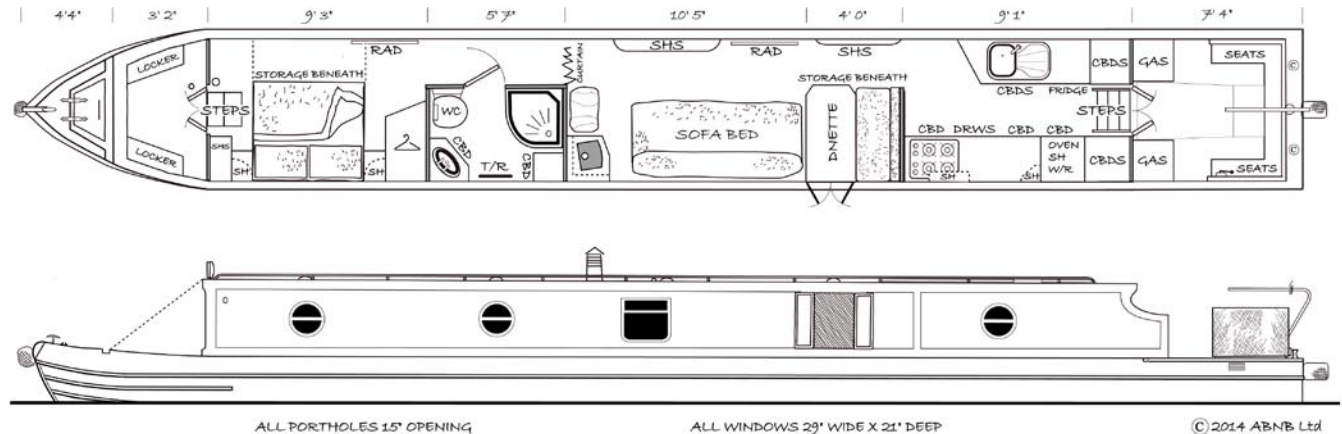 4'4" 3'2" 9'3" 5'7" 10'5" 4'0" 9'1" 7'4"
LOCKER
STEPS
SHS
LOCKER
STORAGE BENEATH
RAD
SH
SH
WC
CBD
T/R
CBD
CURTAIN
SHS
RAD
SHS
SOFA BED
STORAGE BENEATH
DNETTE
CBDS
FRIDGE
CBDS
GAS
STEPS
CBD DRWS CBD CBD
OVEN
SH
W/R
SH
SH
CBDS
GAS
SEATS
SEATS
©
©
ALL PORTHOLES 15" OPENING
ALL WINDOWS 29" WIDE X 21" DEEP
© 2014 ABNB Ltd